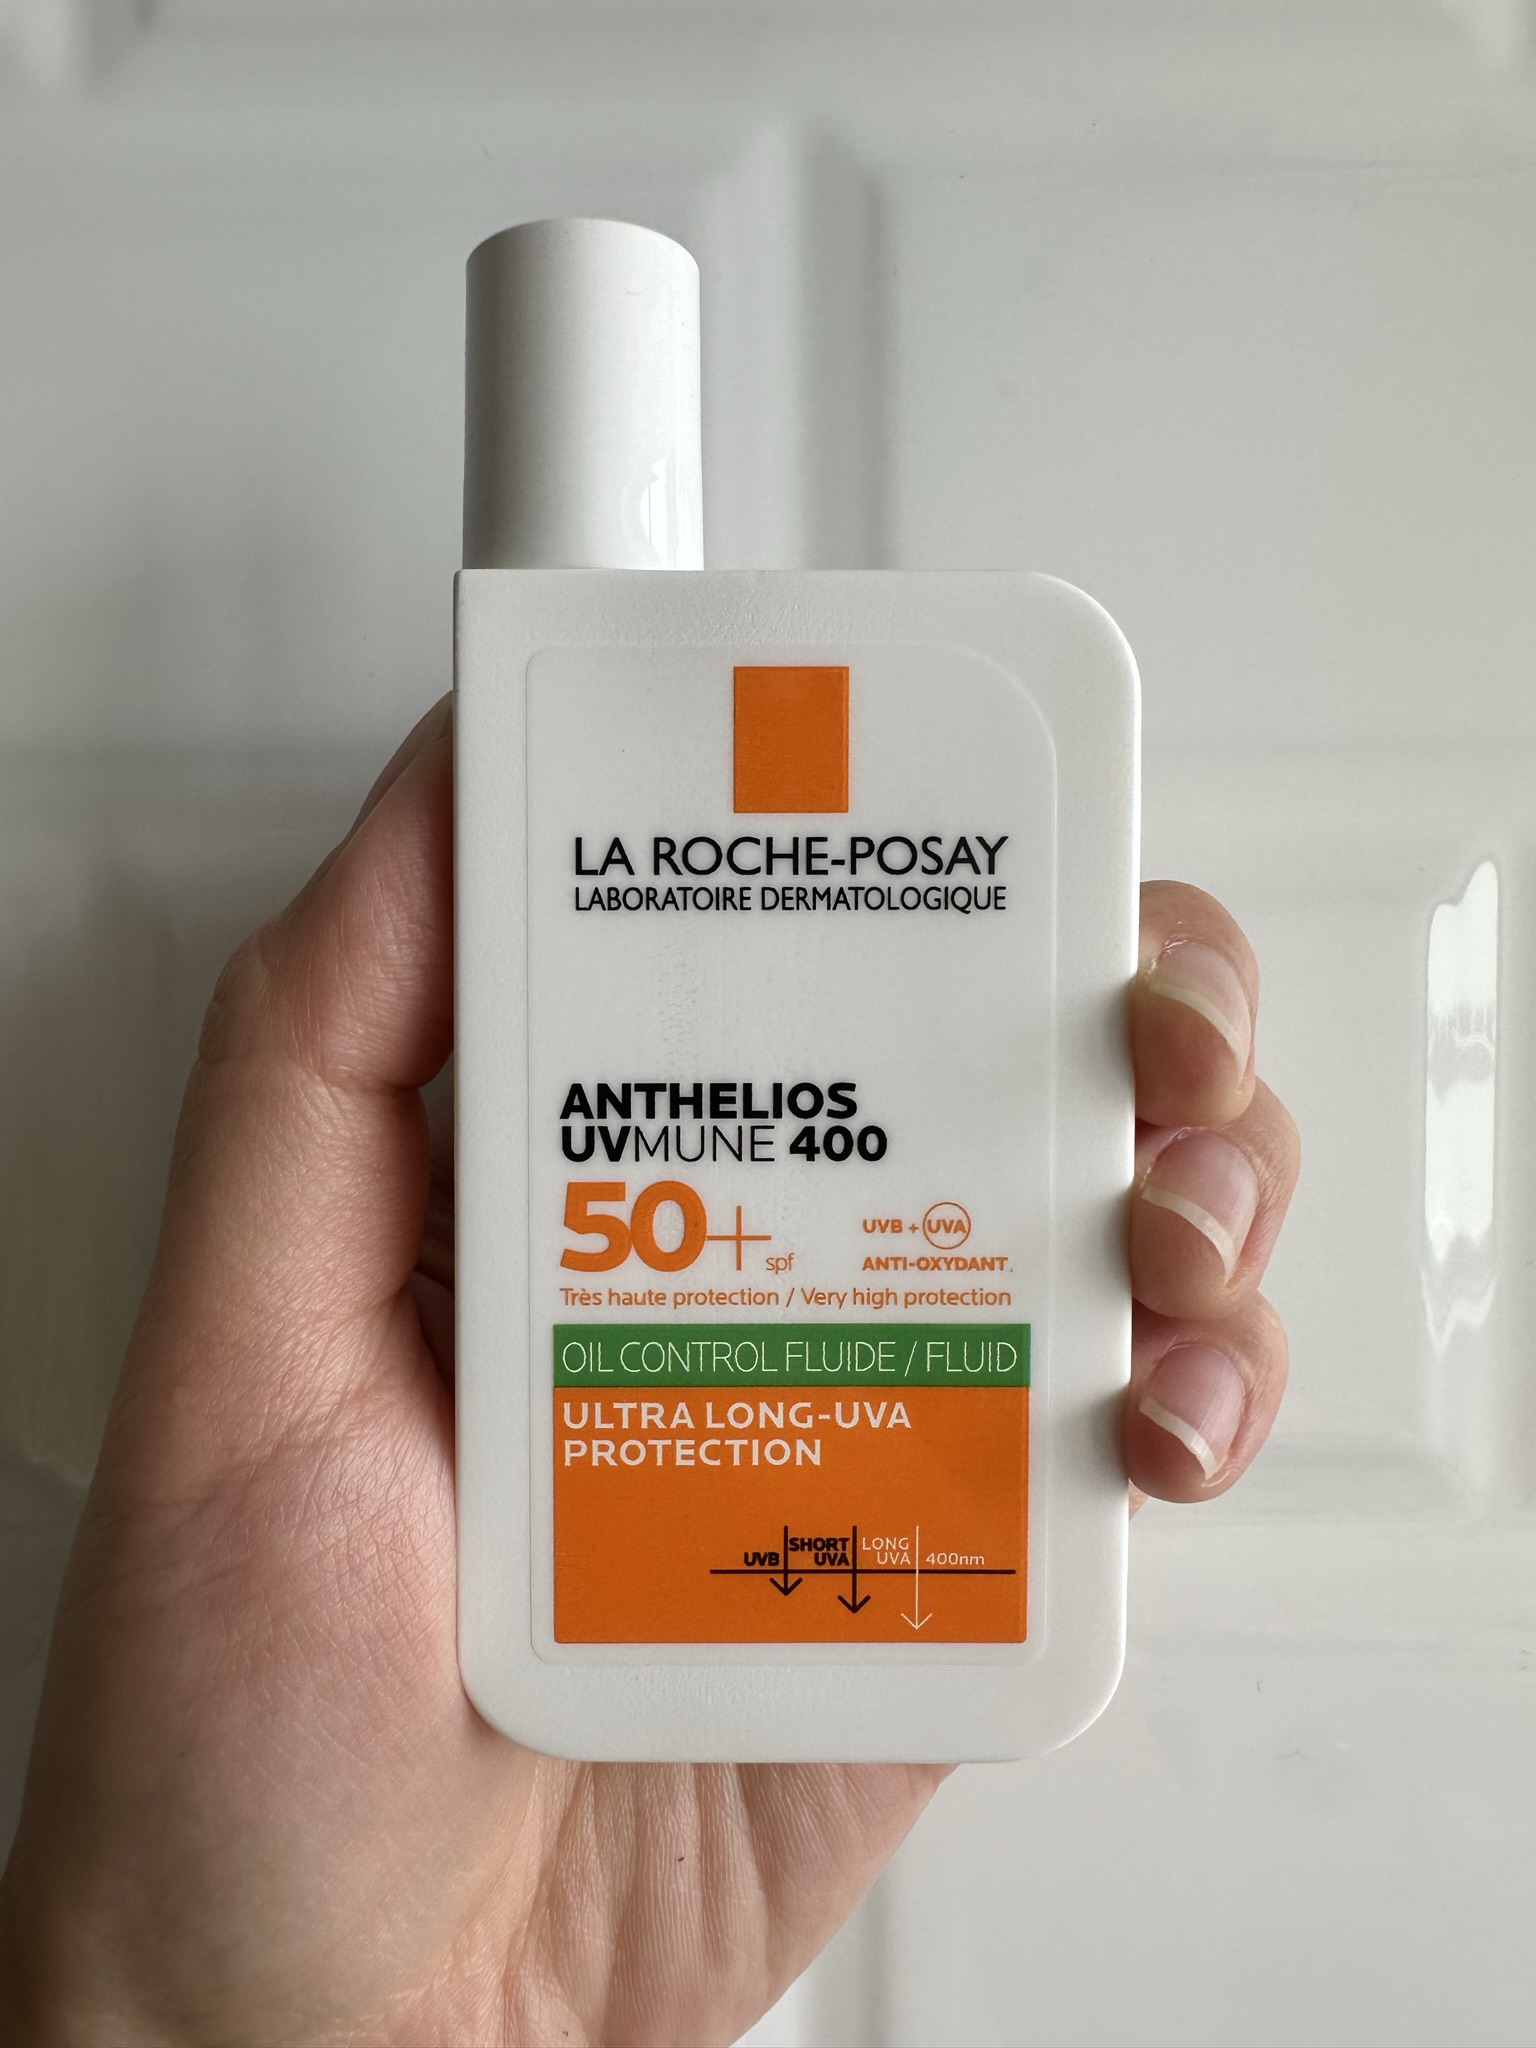 LA ROCHE-POSAY
LABORATOIRE DERMATOLOGIQUE
ANTHELIOS
UVMUNE 400
50+ spf
UVB + UVA
ANTI-OXYDANT.
Très haute protection / Very high protection
OIL CONTROL FLUIDE / FLUID
ULTRA LONG-UVA
PROTECTION
UVB
SHORT
UVA
LONG
UVA
400nm